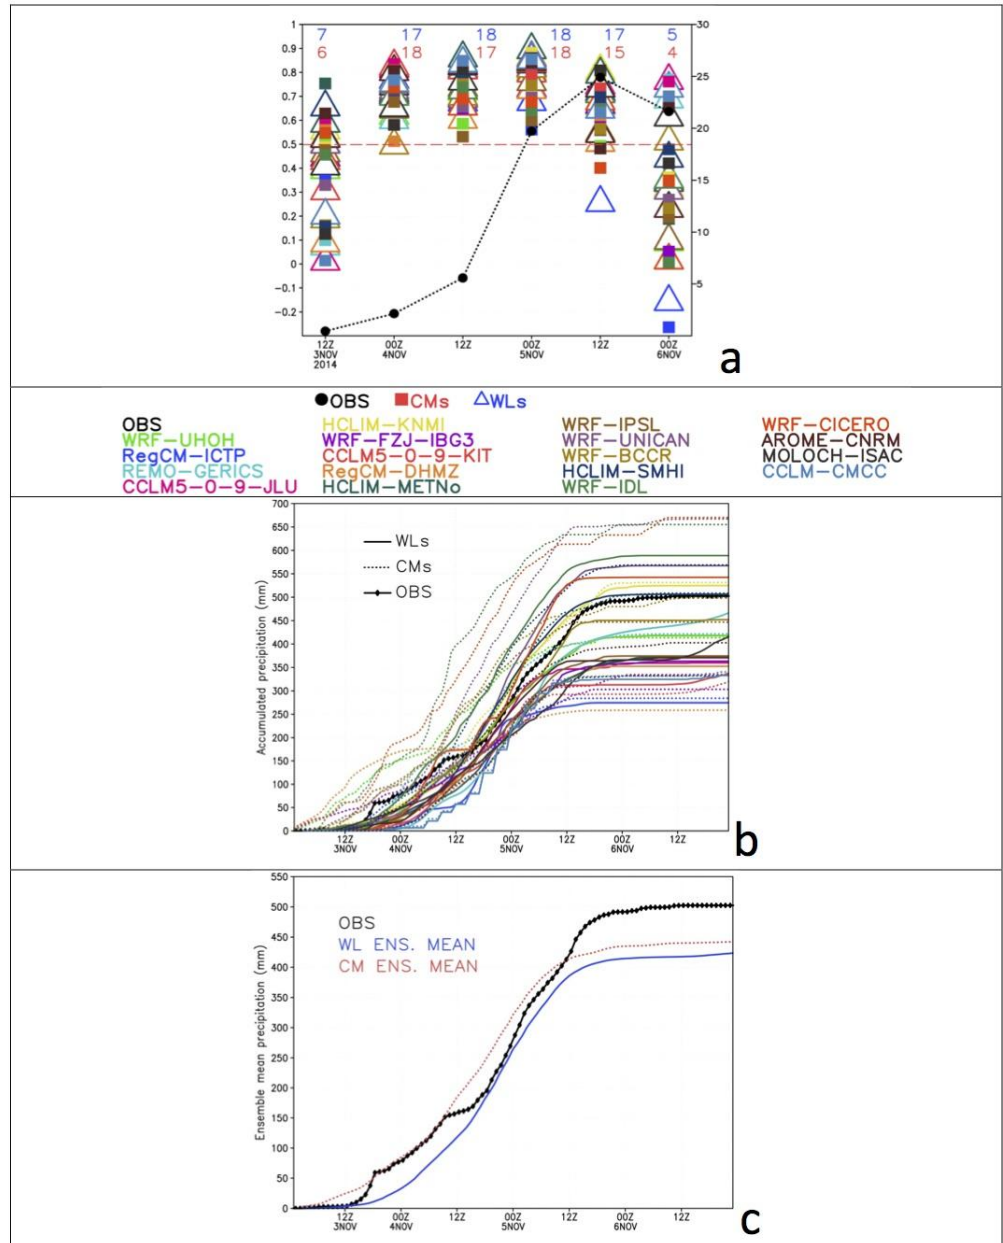 7 17 18 18 17 5
6 18 17 18 15 4
1
0.9
0.8
0.7
0.6
0.5
0.4
0.3
0.2
0.1
0
−0.1
−0.2
30
25
20
15
10
5
12Z 00Z 12Z 00Z 12Z 00Z
3NOV 4NOV 5NOV 6NOV
2014
a
OBS CMs WLs
OBS HCLIM−KNMI WRF−IPSL WRF−CICERO
WRF−UHOH WRF−FZJ−IBG3 WRF−UNICAN AROME−CNRM
RegCM−ICTP CCLM5−0−9−KIT WRF−BCCR MOLOCH−ISAC
REMO−GERICS RegCM−DHMZ HCLIM−SMHI CCLM−CMCC
CCLM5−0−9−JLU HCLIM−METNo WRF−IDL
Accumulated precipitation (mm)
700
650
600
550
500
450
400
350
300
250
200
150
100
50
0
WLs
CMs
OBS
12Z 00Z 12Z 00Z 12Z 00Z 12Z
3NOV 4NOV 5NOV 6NOV
b
Ensemble mean precipitation (mm)
550
500
450
400
350
300
250
200
150
100
50
0
OBS
WL ENS. MEAN
CM ENS. MEAN
12Z 00Z 12Z 00Z 12Z 00Z 12Z
3NOV 4NOV 5NOV 6NOV
c